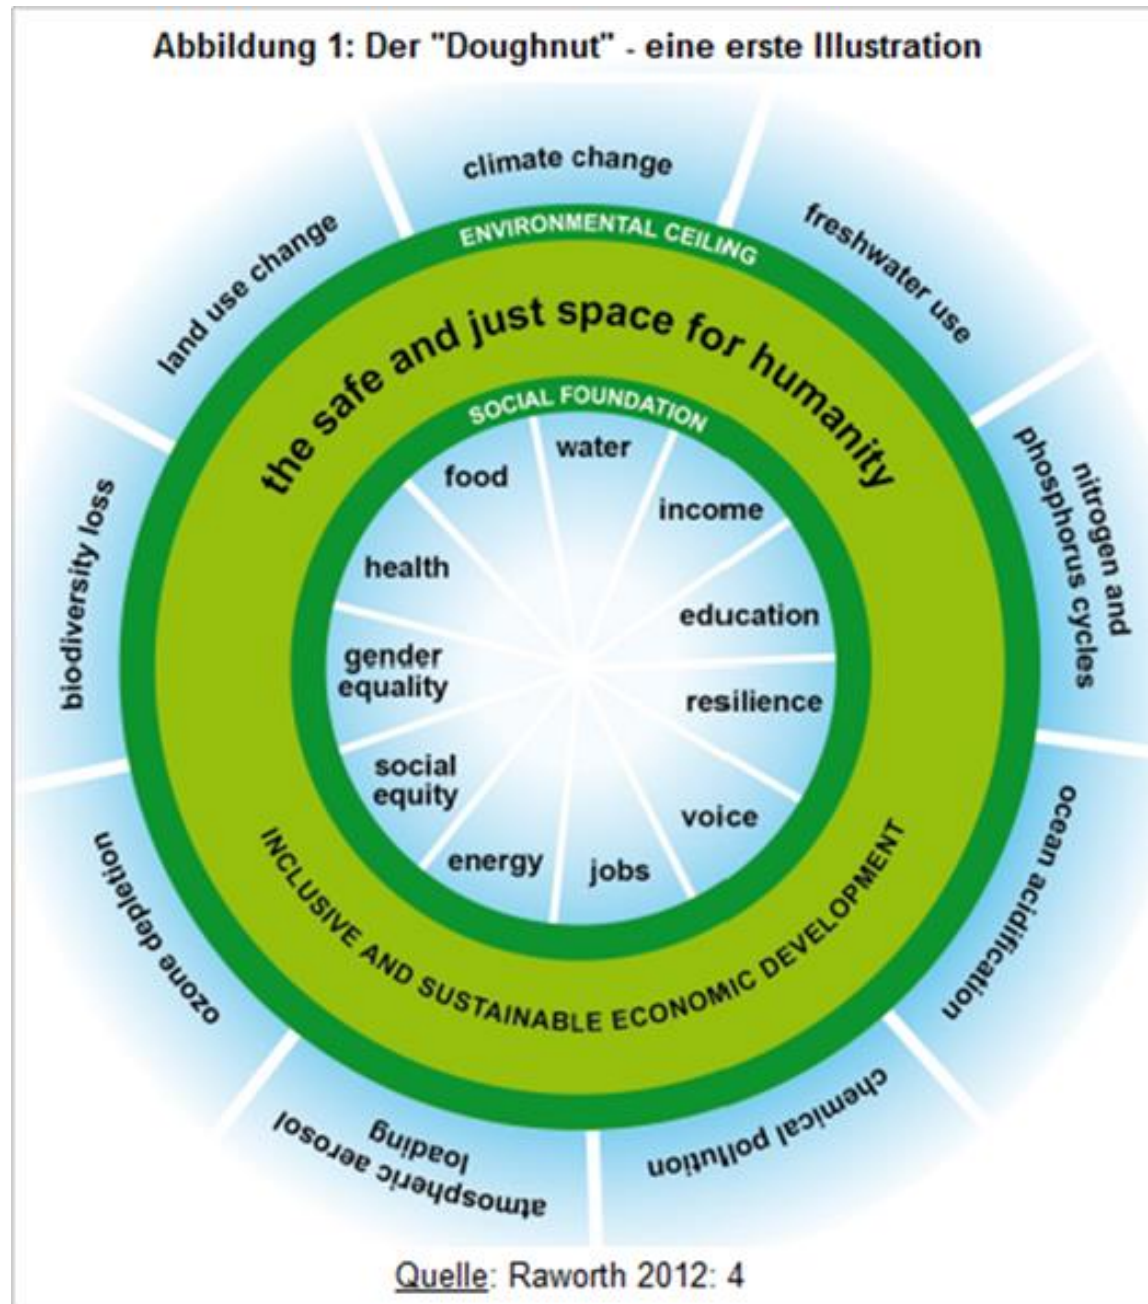 Abbildung 1: Der "Doughnut" - eine erste Illustration
climate change
freshwater use
nitrogen and
phosphorus cycles
ocean acidification
chemical pollution
atmospheric aerosol
loading
ozone depletion
biodiversity loss
land use change
ENVIRONMENTAL CEILING
the safe and just space for humanity
SOCIAL FOUNDATION
water
income
education
resilience
voice
jobs
energy
social
equity
gender
equality
health
food
INCLUSIVE AND SUSTAINABLE ECONOMIC DEVELOPMENT
Quelle: Raworth 2012: 4